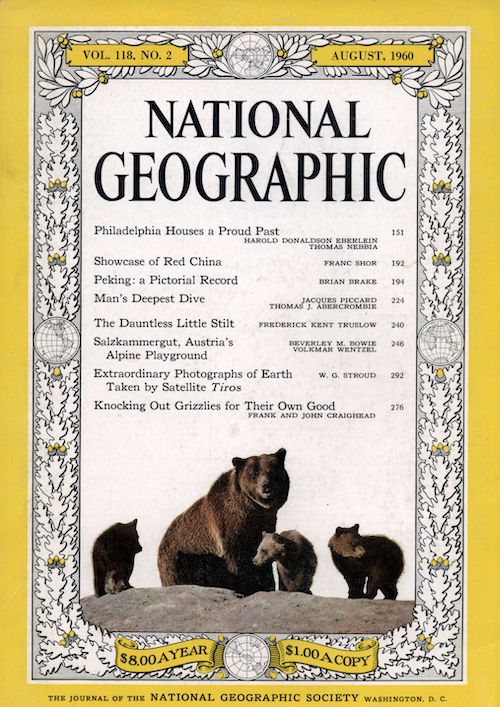 VOL. 118, NO. 2
AUGUST, 1960
NATIONAL
GEOGRAPHIC
Philadelphia Houses a Proud Past 151
HAROLD DONALDSON EBERLEIN
THOMAS NEBBIA
Showcase of Red China FRANC SHOR 192
Peking: a Pictorial Record BRIAN BRAKE 194
Man's Deepest Dive JACQUES PICCARD 224
THOMAS J. ABERCROMBIE
The Dauntless Little Stilt FREDERICK KENT TRUSLOW 240
Salzkammergut, Austria's BEVERLEY M. BOWIE 246
Alpine Playground VOLKMAR WENTZEL
Extraordinary Photographs of Earth W. G. STROUD 292
Taken by Satellite Tiros
Knocking Out Grizzlies for Their Own Good 276
FRANK AND JOHN CRAIGHEAD
$8.00 A YEAR
$1.00 A COPY
THE JOURNAL OF THE NATIONAL GEOGRAPHIC SOCIETY WASHINGTON, D. C.